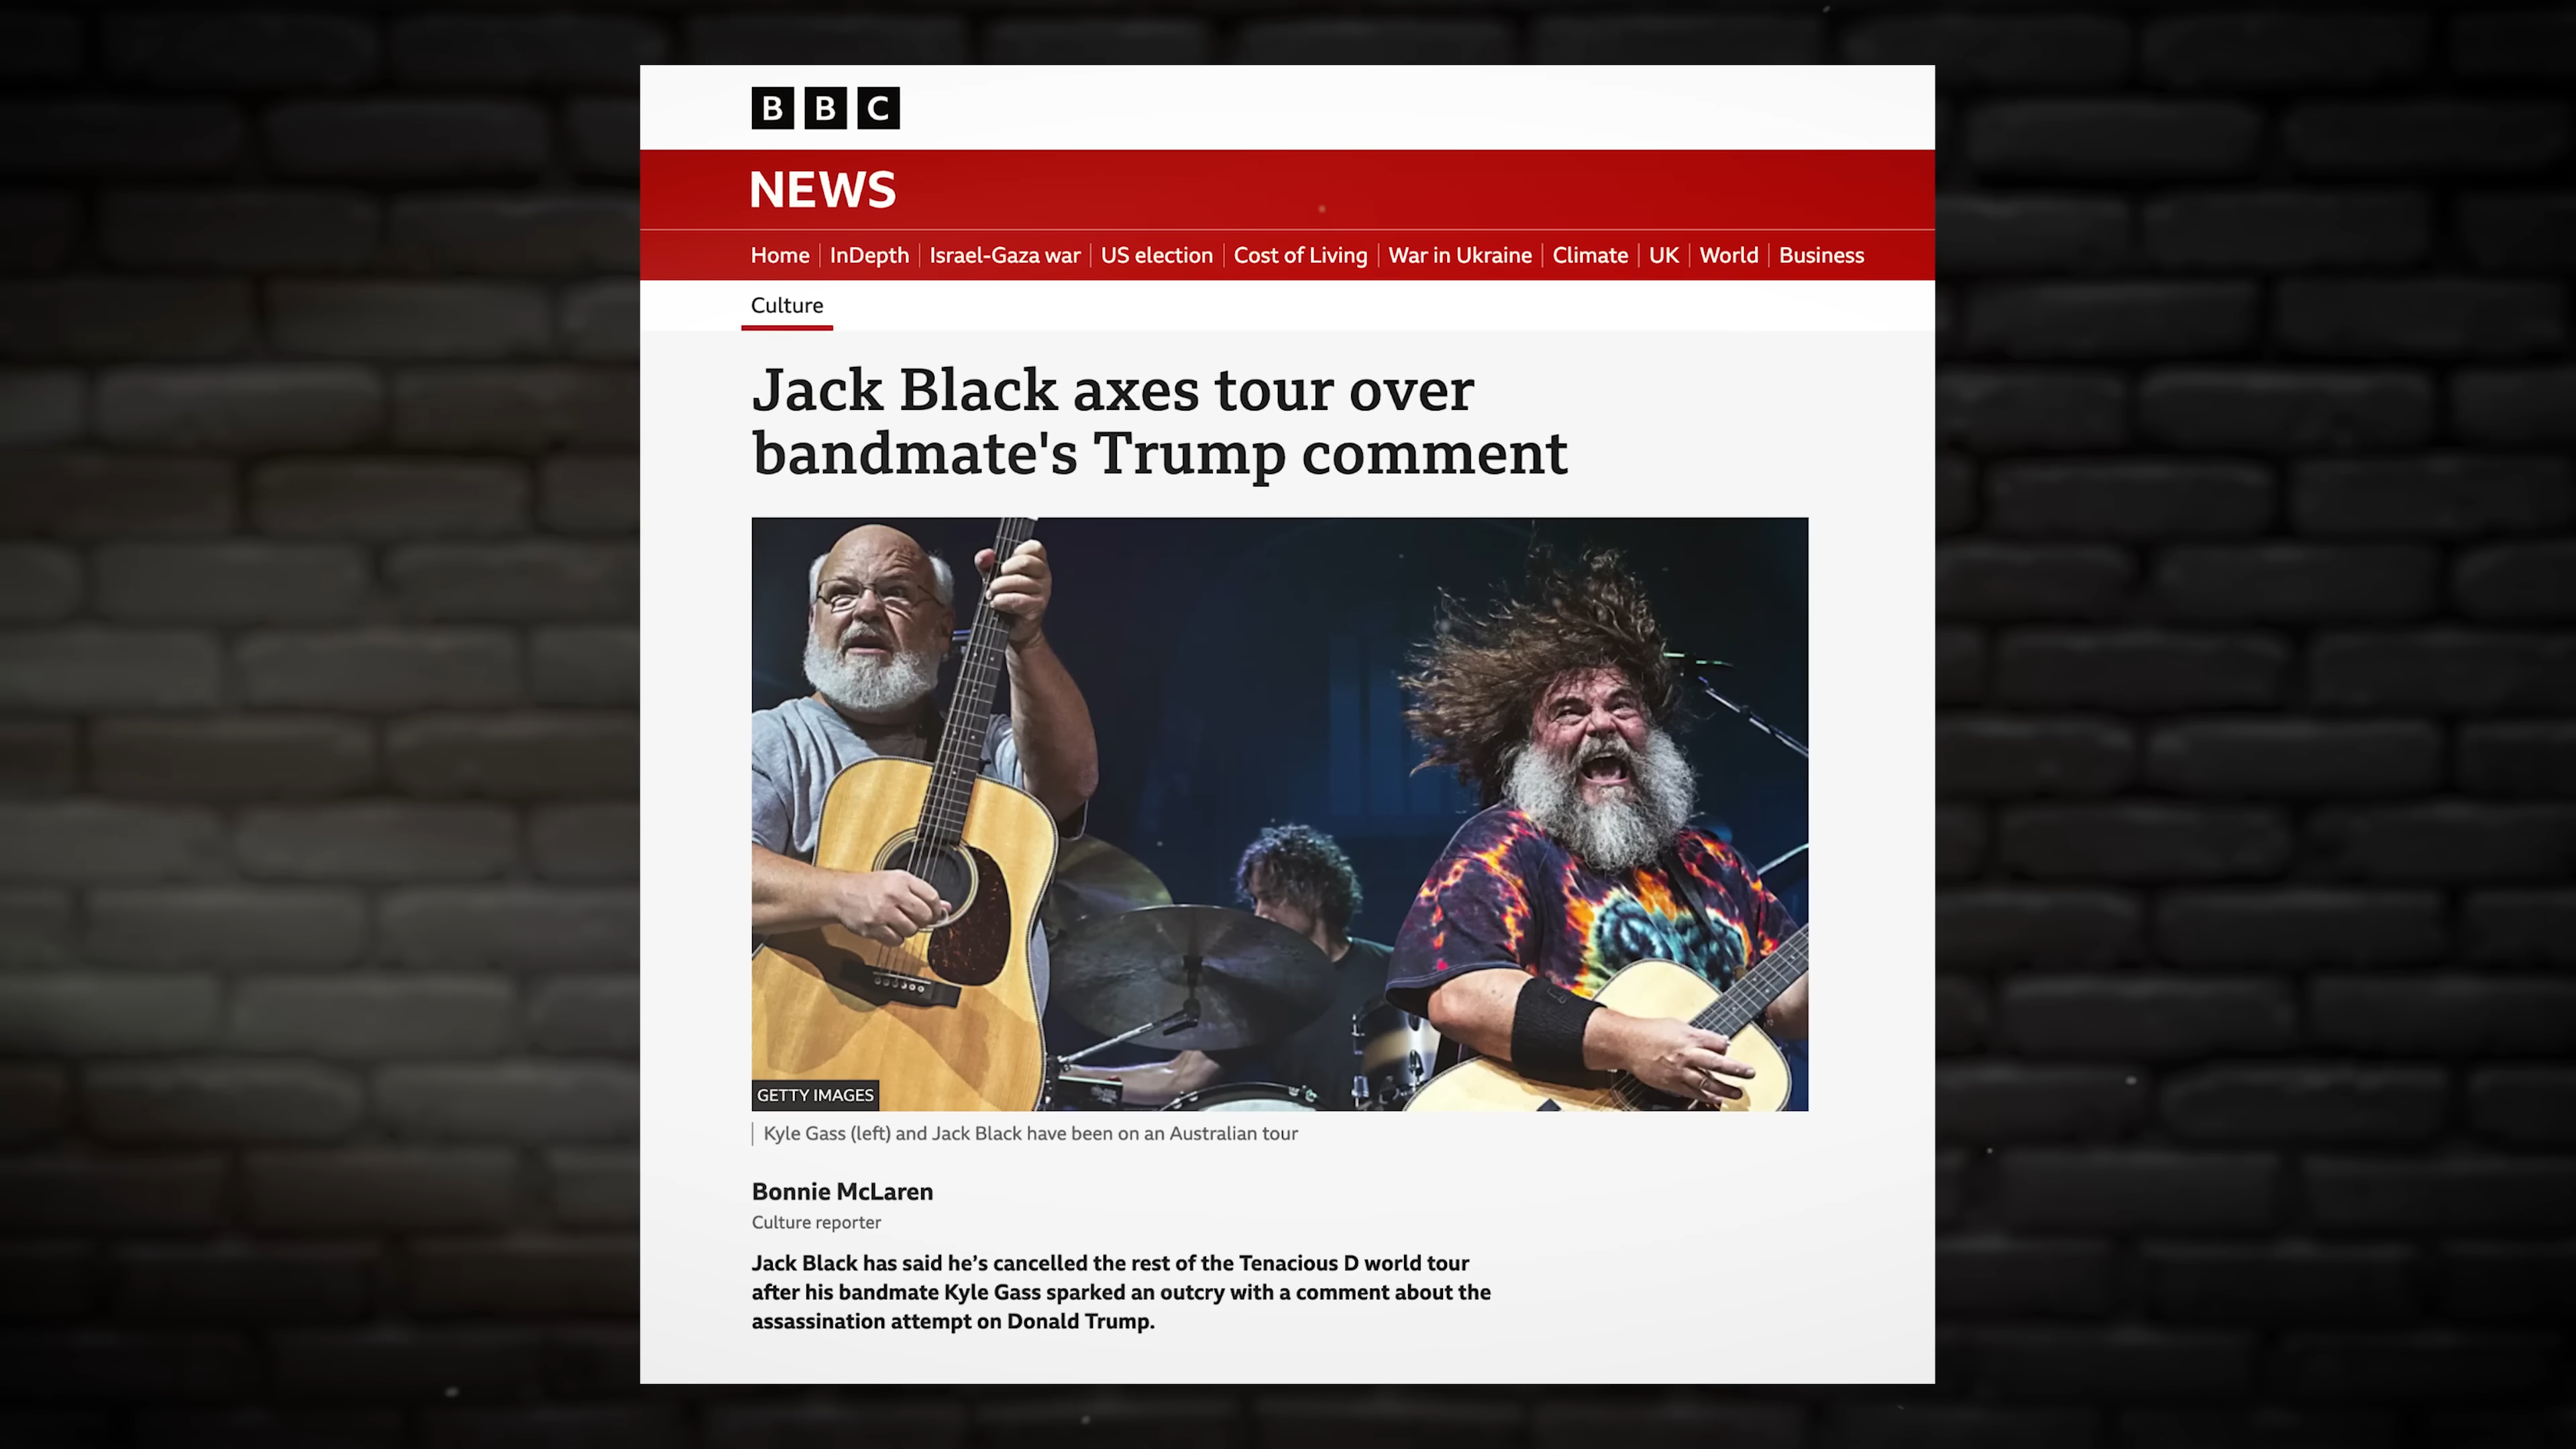 BBC
NEWS
Home InDepth Israel-Gaza war US election Cost of Living War in Ukraine Climate UK World Business
Culture
Jack Black axes tour over
bandmate's Trump comment
GETTY IMAGES
Kyle Gass (left) and Jack Black have been on an Australian tour
Bonnie McLaren
Culture reporter
Jack Black has said he’s cancelled the rest of the Tenacious D world tour
after his bandmate Kyle Gass sparked an outcry with a comment about the
assassination attempt on Donald Trump.